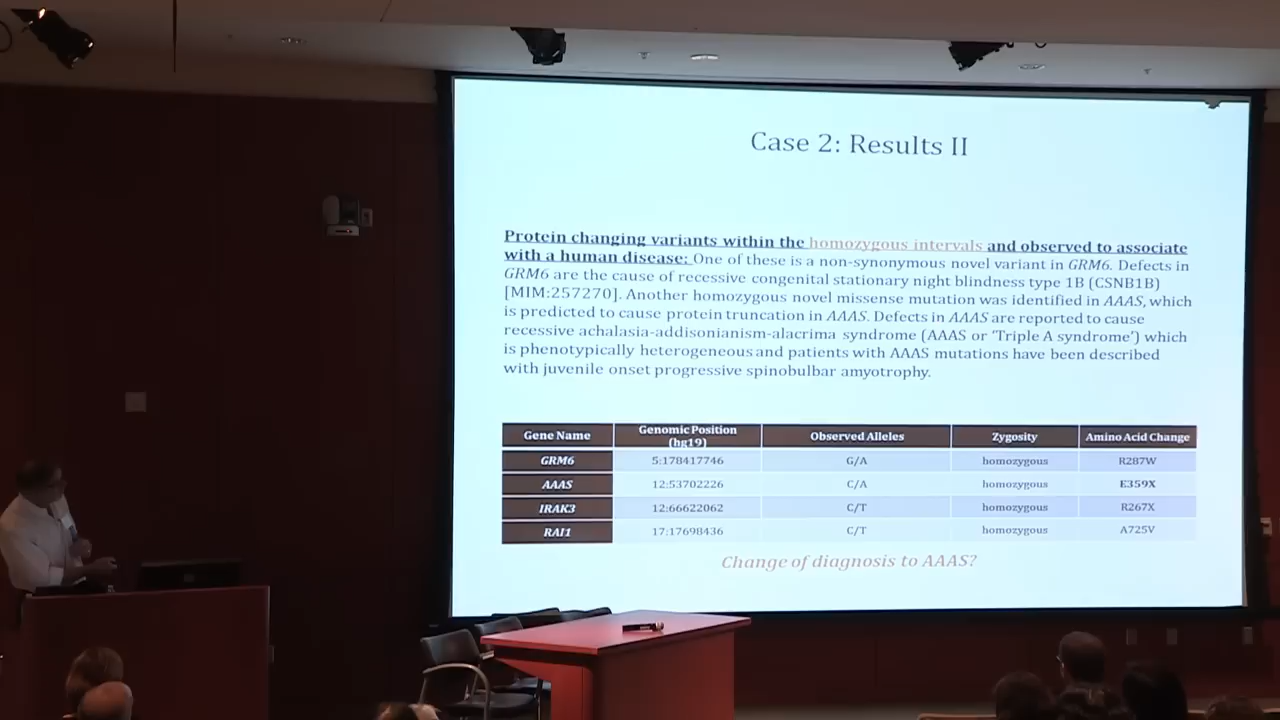 Case 2: Results II
Protein changing variants within the homozygous intervals and observed to associate
with a human disease: One of these is a non-synonymous novel variant in GRM6. Defects in
GRM6 are the cause of recessive congenital stationary night blindness type 1B (CSNB1B)
[MIM:257270]. Another homozygous novel missense mutation was identified in AAAS, which
is predicted to cause protein truncation in AAAS. Defects in AAAS are reported to cause
recessive achalasia-addisonianism-alacrima syndrome (AAAS or 'Triple A syndrome') which
is phenotypically heterogeneous and patients with AAAS mutations have been described
with juvenile onset progressive spinobulbar amyotrophy.
Gene Name Genomic Position (hg19) Observed Alleles Zygosity Amino Acid Change
GRM6 5:178417746 G/A homozygous R287W
AAAS 12:53702226 C/A homozygous E359X
IRAK3 12:66622062 C/T homozygous R267X
RAI1 17:17698436 C/T homozygous A725V
Change of diagnosis to AAAS?